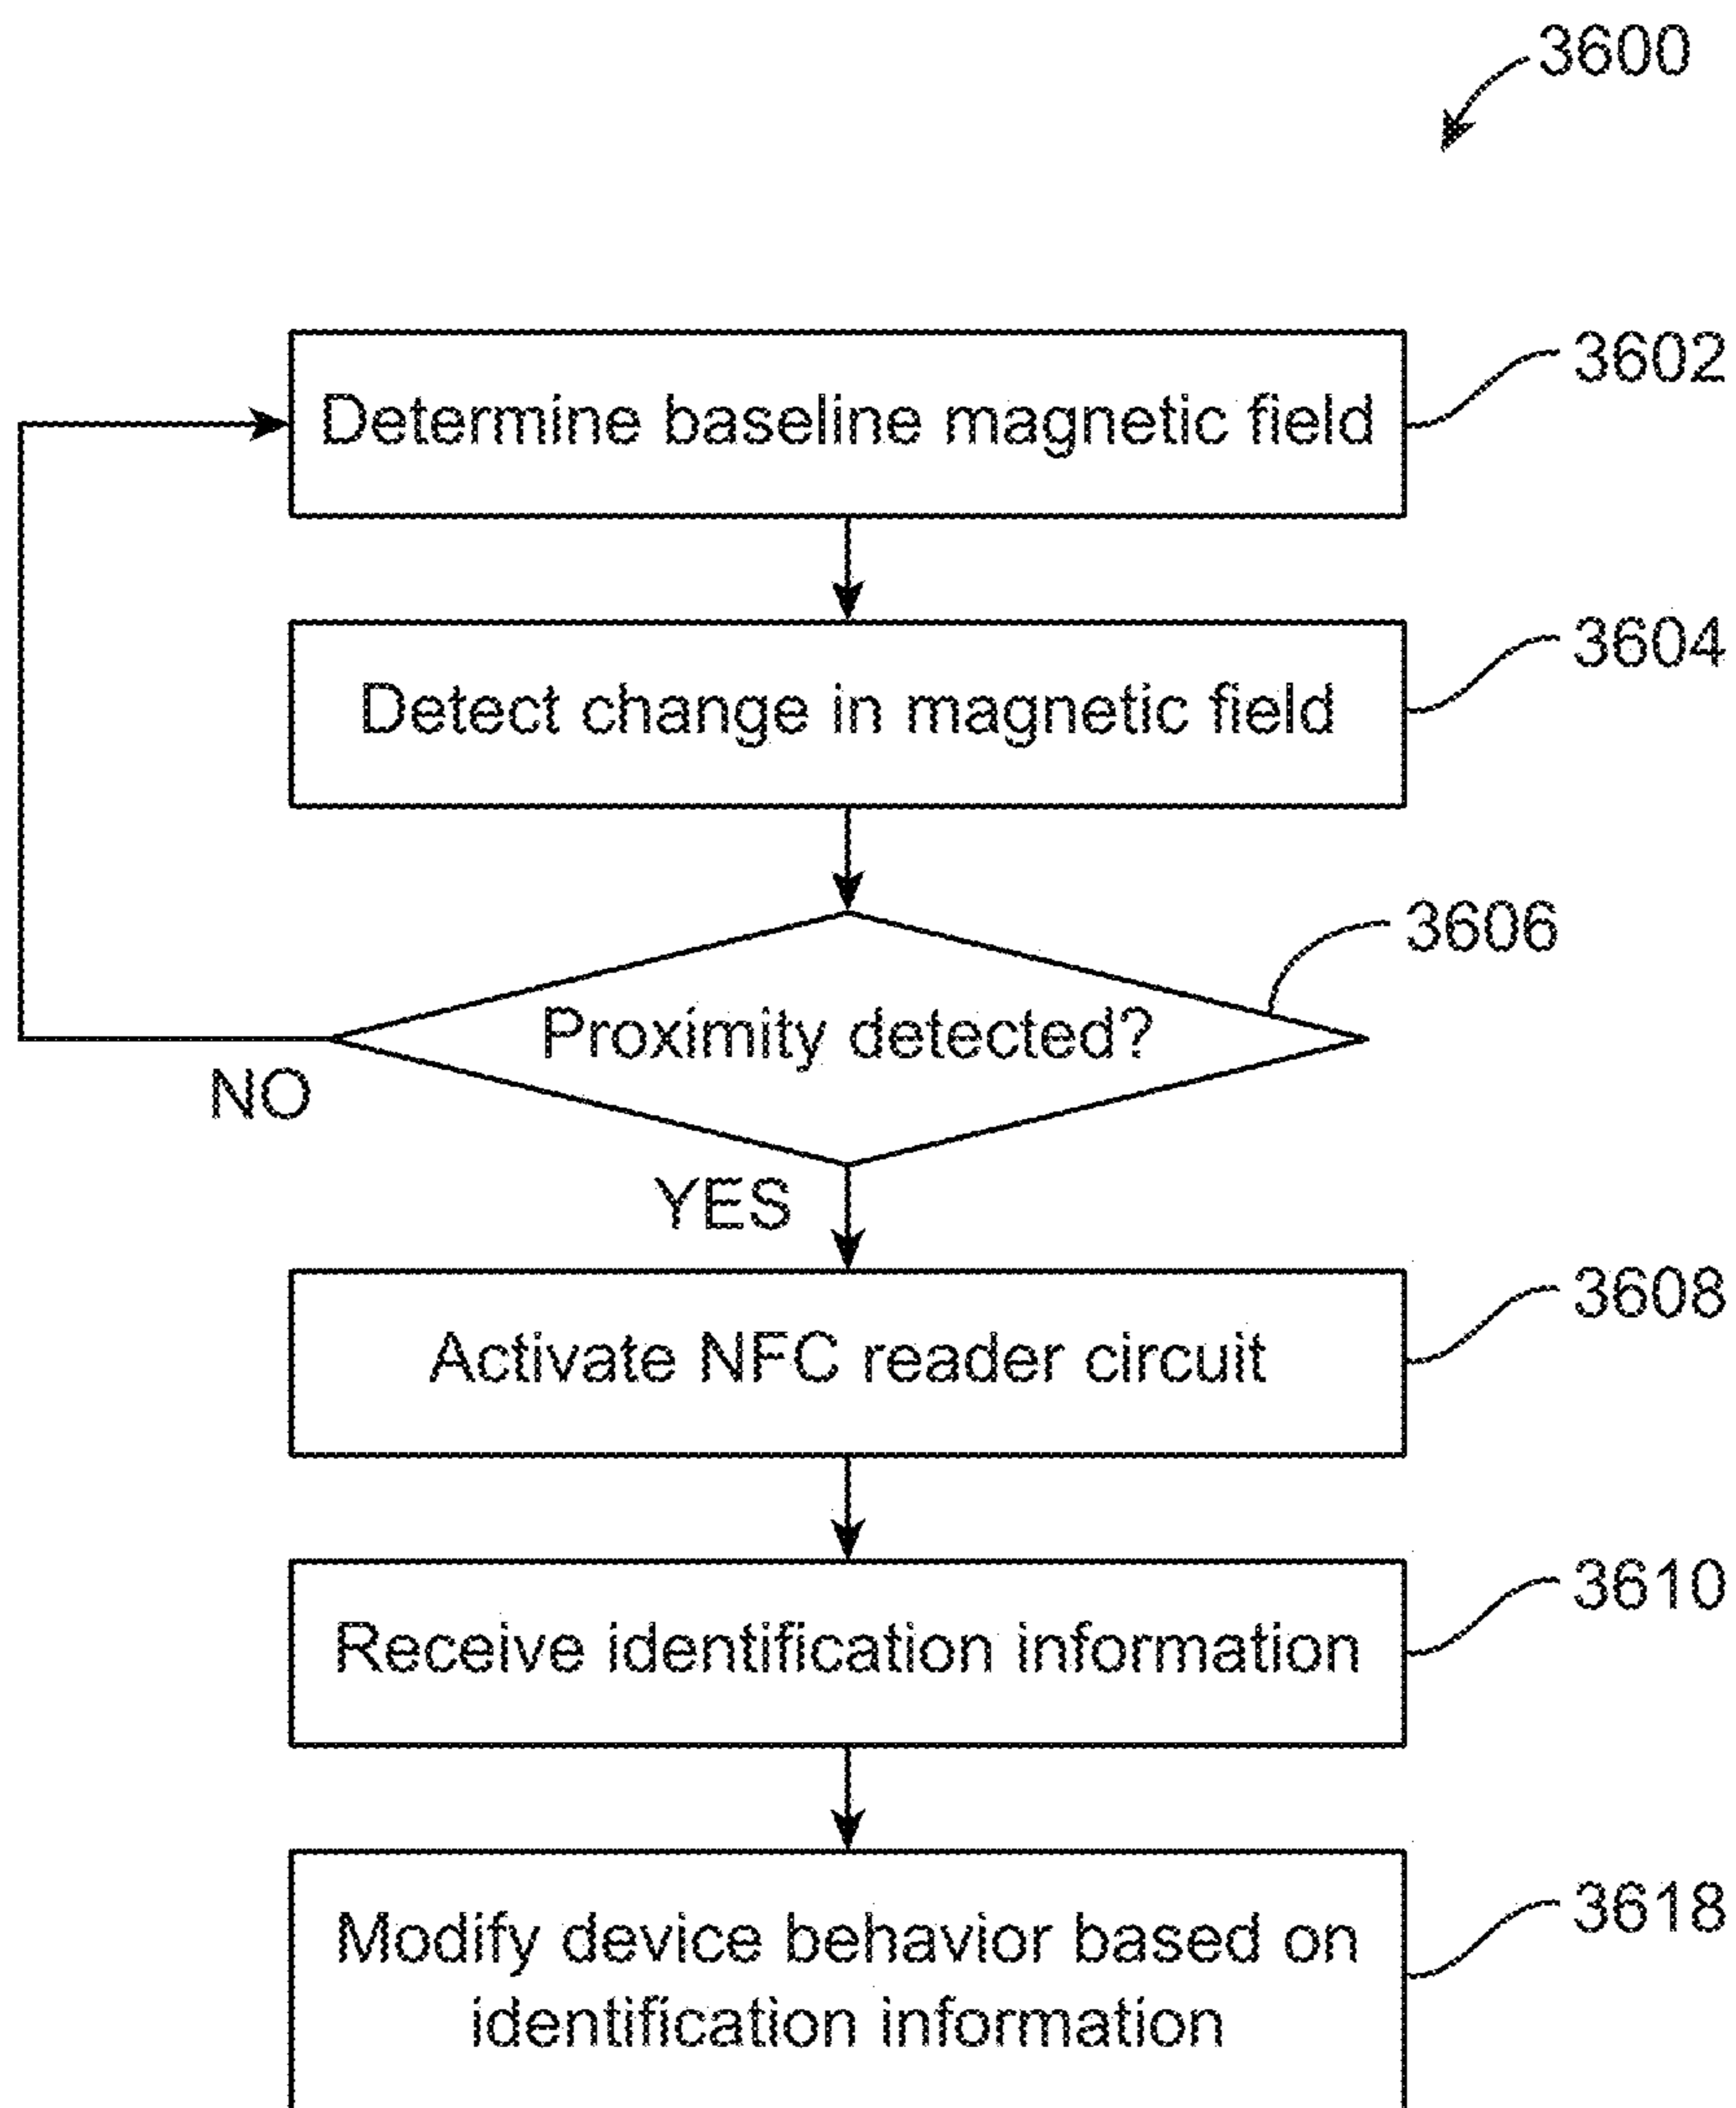 3600
Determine baseline magnetic field
3602
Detect change in magnetic field
3604
Proximity detected?
3606
NO
YES
Activate NFC reader circuit
3608
Receive identification information
3610
Modify device behavior based on
identification information
3618